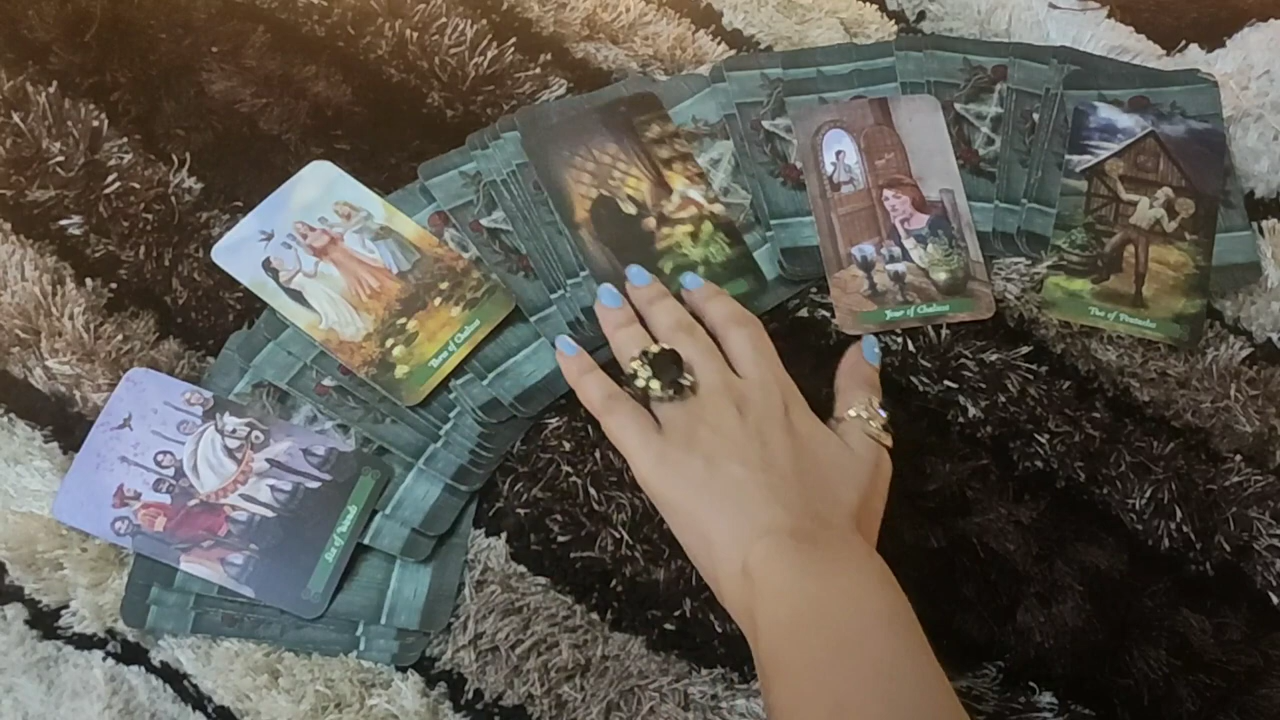 Six of Wands
Three of Chalices
Four of Chalices
Two of Pentacles